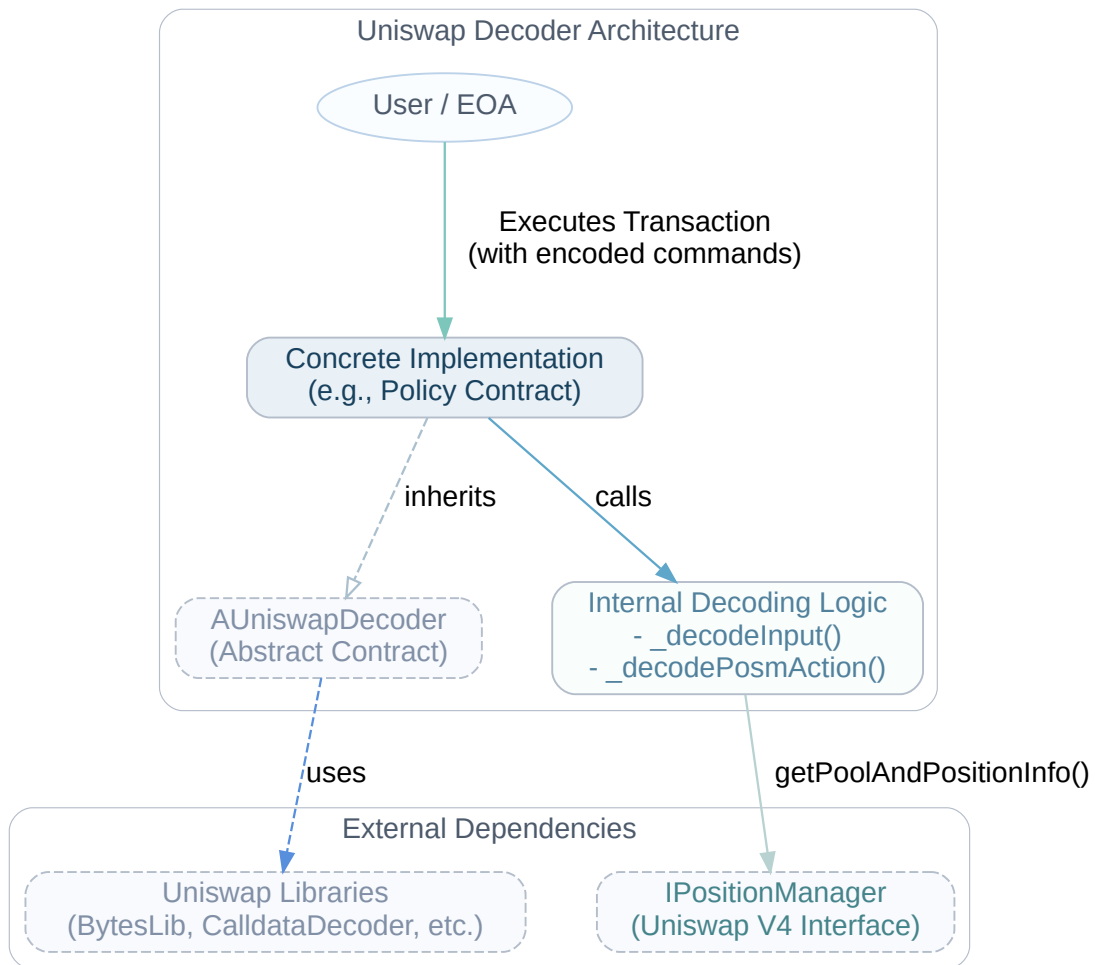 Uniswap Decoder Architecture
User / EOA
Executes Transaction
(with encoded commands)
Concrete Implementation
(e.g., Policy Contract)
inherits
calls
AUniswapDecoder
(Abstract Contract)
Internal Decoding Logic
- _decodeInput()
- _decodePosmAction()
uses
getPoolAndPositionInfo()
External Dependencies
Uniswap Libraries
(BytesLib, CalldataDecoder, etc.)
IPositionManager
(Uniswap V4 Interface)